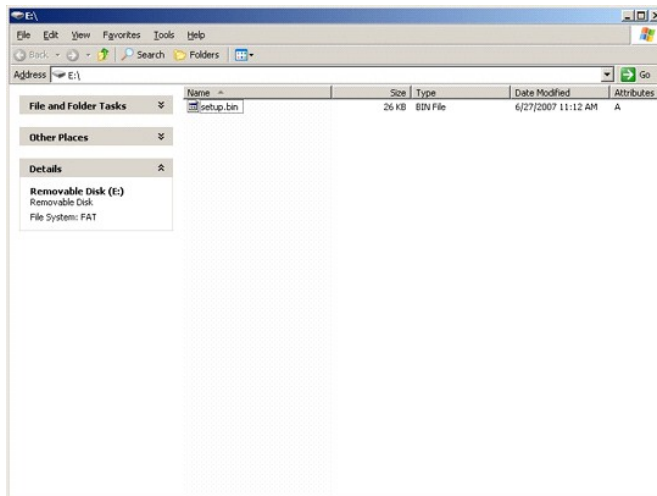 E:\
File Edit View Favorites Tools Help
Back Search Folders
Address E:\ Go
File and Folder Tasks
Other Places
Details
Removable Disk (E:)
Removable Disk
File System: FAT
Name Size Type Date Modified Attributes
setup.bin 26 KB BIN File 6/27/2007 11:12 AM A